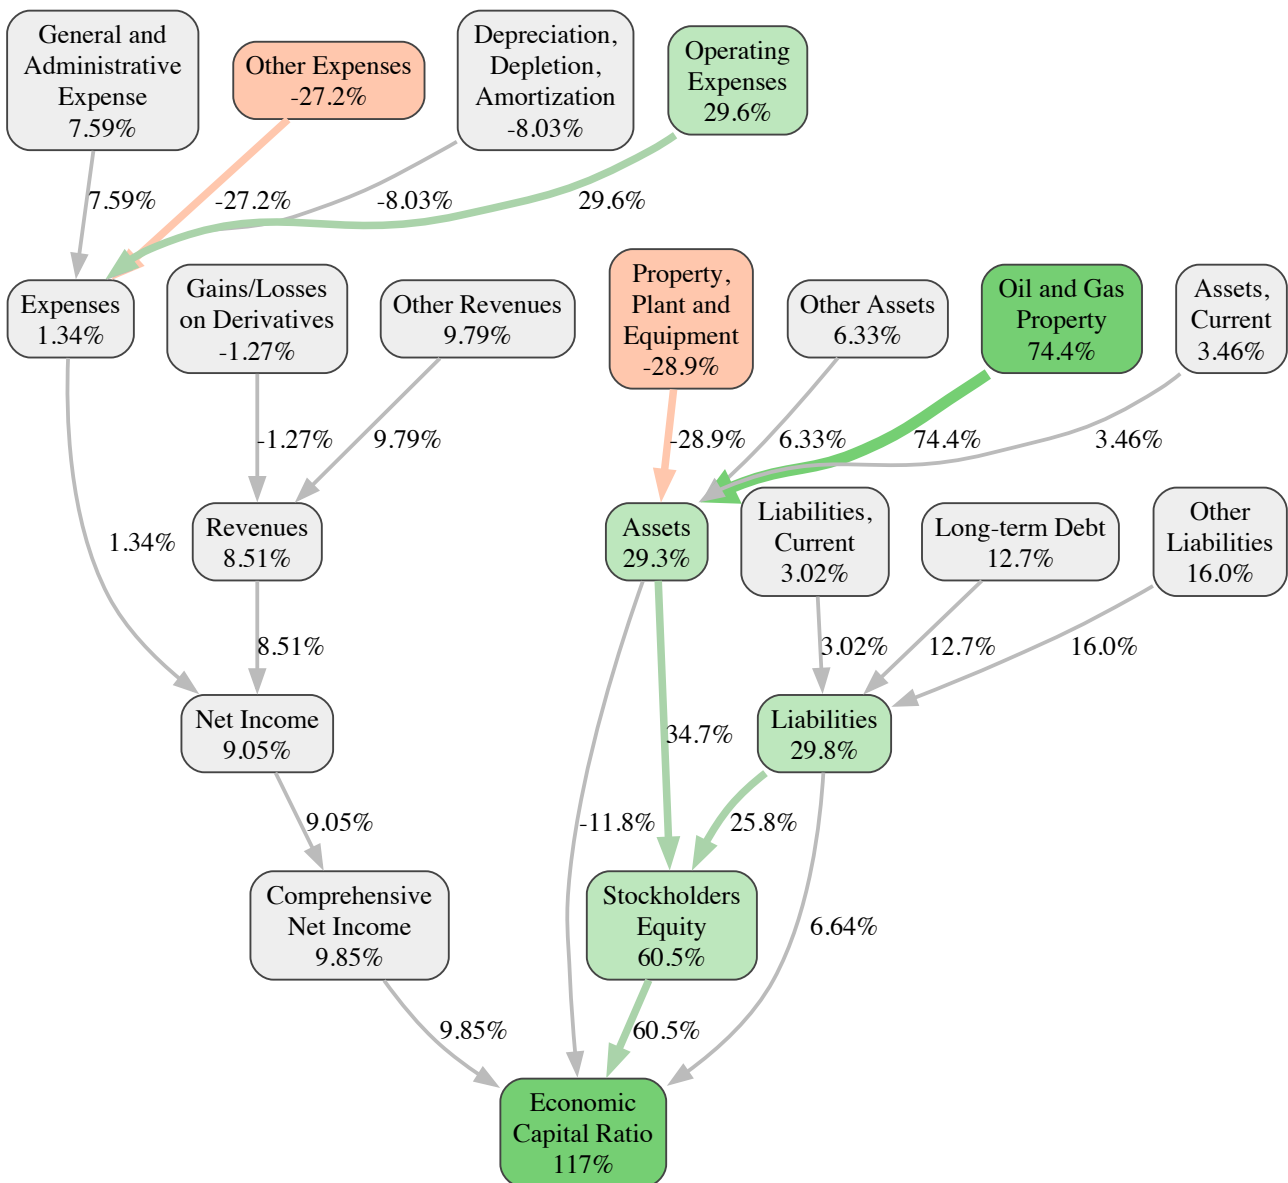 General and
Administrative
Expense
7.59%
Other Expenses
-27.2%
Depreciation,
Depletion,
Amortization
-8.03%
Operating
Expenses
29.6%
7.59%
-27.2%
-8.03%
29.6%
Expenses
1.34%
Gains/Losses
on Derivatives
-1.27%
Other Revenues
9.79%
Property,
Plant and
Equipment
-28.9%
Other Assets
6.33%
Oil and Gas
Property
74.4%
Assets,
Current
3.46%
-1.27%
9.79%
-28.9%
6.33%
74.4%
3.46%
1.34%
Revenues
8.51%
Assets
29.3%
Liabilities,
Current
3.02%
Long-term Debt
12.7%
Other
Liabilities
16.0%
8.51%
3.02%
12.7%
16.0%
Net Income
9.05%
34.7%
Liabilities
29.8%
9.05%
-11.8%
25.8%
Comprehensive
Net Income
9.85%
Stockholders
Equity
60.5%
6.64%
9.85%
60.5%
Economic
Capital Ratio
117%